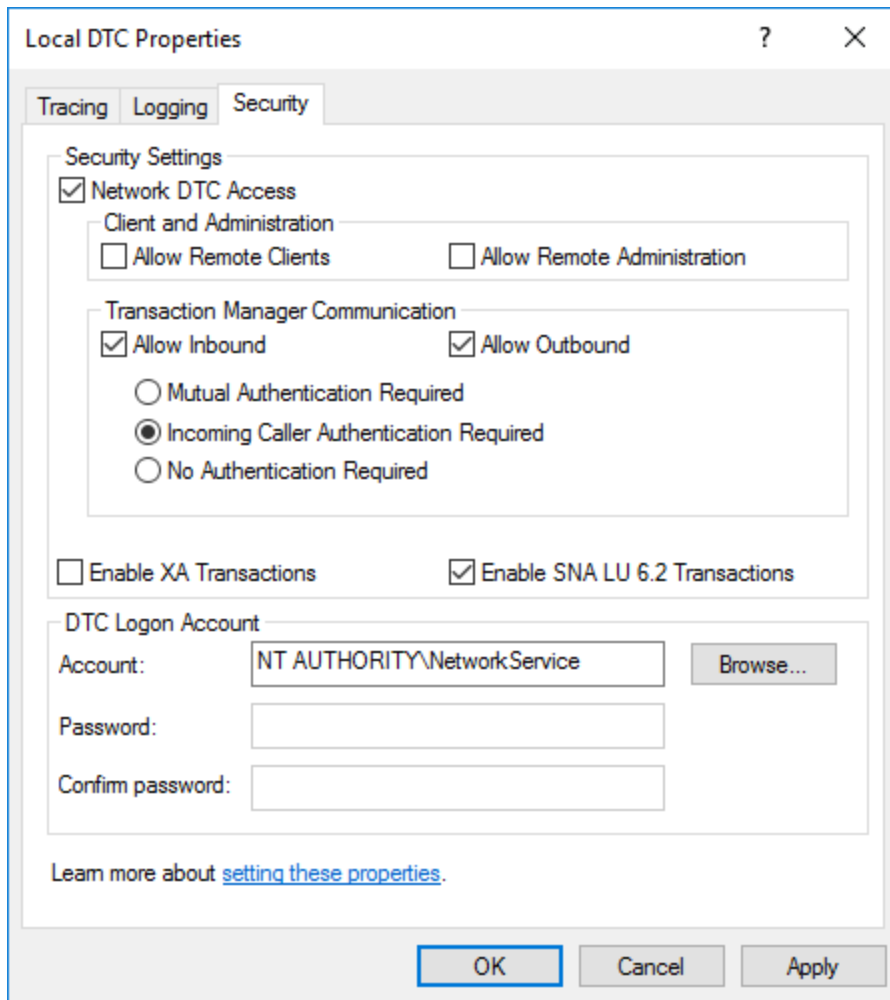 Local DTC Properties ?
Tracing Logging Security
Security Settings
Network DTC Access
Client and Administration
Allow Remote Clients Allow Remote Administration
Transaction Manager Communication
Allow Inbound Allow Outbound
Mutual Authentication Required
Incoming Caller Authentication Required
No Authentication Required
Enable XA Transactions Enable SNA LU 6.2 Transactions
DTC Logon Account
Account: NT AUTHORITY\NetworkService Browse...
Password:
Confirm password:
Learn more about setting these properties.
OK Cancel Apply